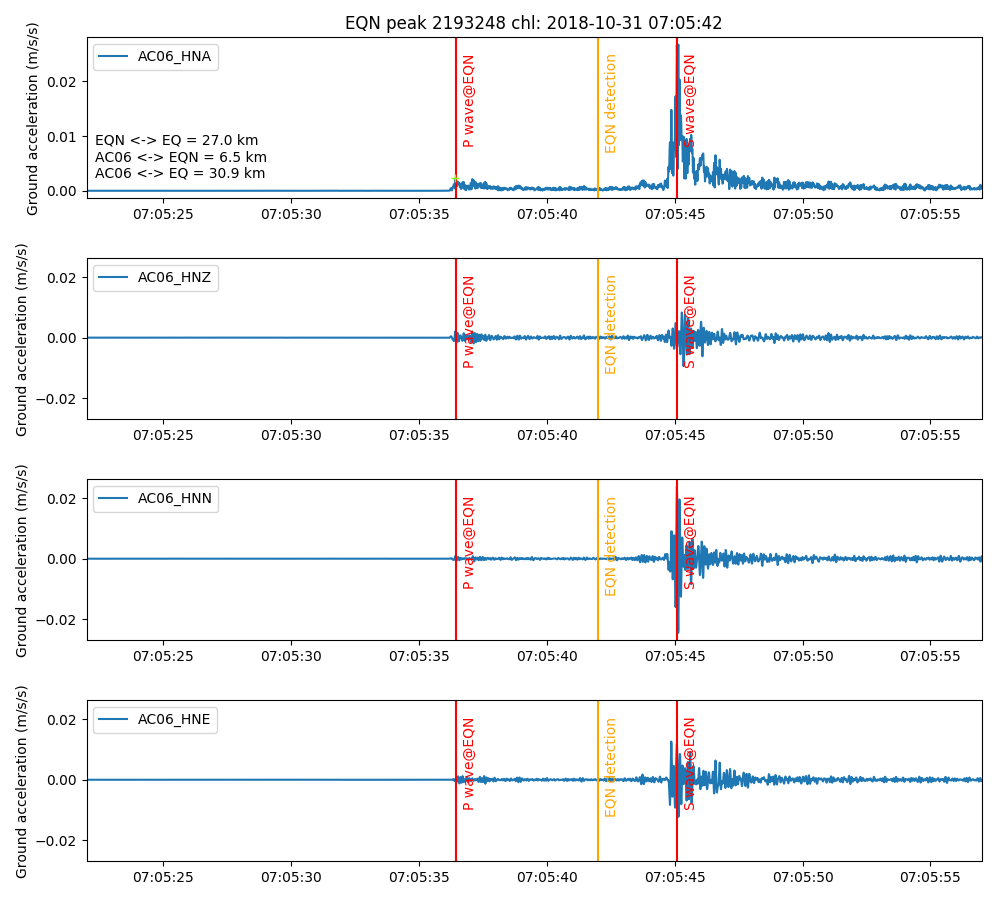 EQN peak 2193248 chl: 2018-10-31 07:05:42
Ground acceleration (m/s/s)
0.02
0.01
0.00
AC06_HNA
EQN <-> EQ = 27.0 km
AC06 <-> EQN = 6.5 km
AC06 <-> EQ = 30.9 km
P wave@EQN
EQN detection
S wave@EQN
07:05:25 07:05:30 07:05:35 07:05:40 07:05:45 07:05:50 07:05:55
Ground acceleration (m/s/s)
0.02
0.00
−0.02
AC06_HNZ
P wave@EQN
EQN detection
S wave@EQN
07:05:25 07:05:30 07:05:35 07:05:40 07:05:45 07:05:50 07:05:55
Ground acceleration (m/s/s)
0.02
0.00
−0.02
AC06_HNN
P wave@EQN
EQN detection
S wave@EQN
07:05:25 07:05:30 07:05:35 07:05:40 07:05:45 07:05:50 07:05:55
Ground acceleration (m/s/s)
0.02
0.00
−0.02
AC06_HNE
P wave@EQN
EQN detection
S wave@EQN
07:05:25 07:05:30 07:05:35 07:05:40 07:05:45 07:05:50 07:05:55